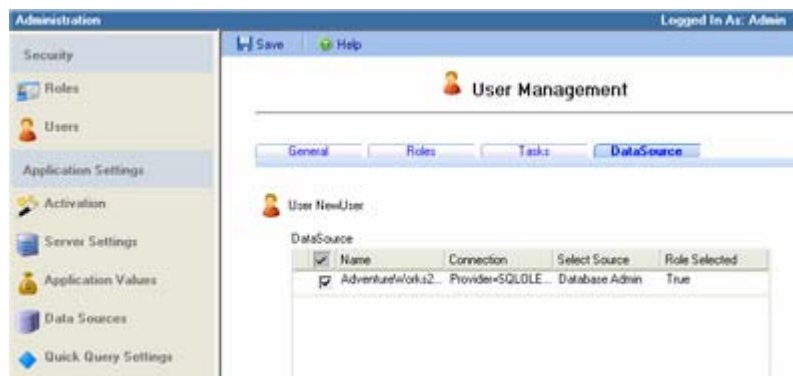 Administration
Logged In As: Admin
Security
Roles
Users
Application Settings
Activation
Server Settings
Application Values
Data Sources
Quick Query Settings
Save Help
User Management
General Roles Tasks DataSource
User NewUser
DataSource
Name Connection Select Source Role Selected
AdventureWorks2... Provider=SQLOLE... Database Admin True